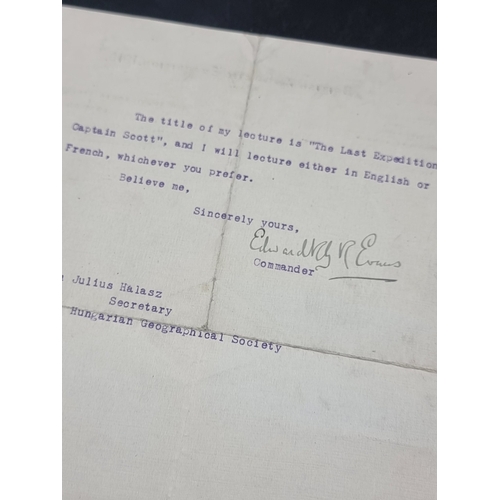 The title of my lecture is "The Last Expedition
Captain Scott", and I will lecture either in English or
French, whichever you prefer.
Believe me,
Sincerely yours,
Edward R Evans
Commander
Julius Halasz
Secretary
Hungarian Geographical Society